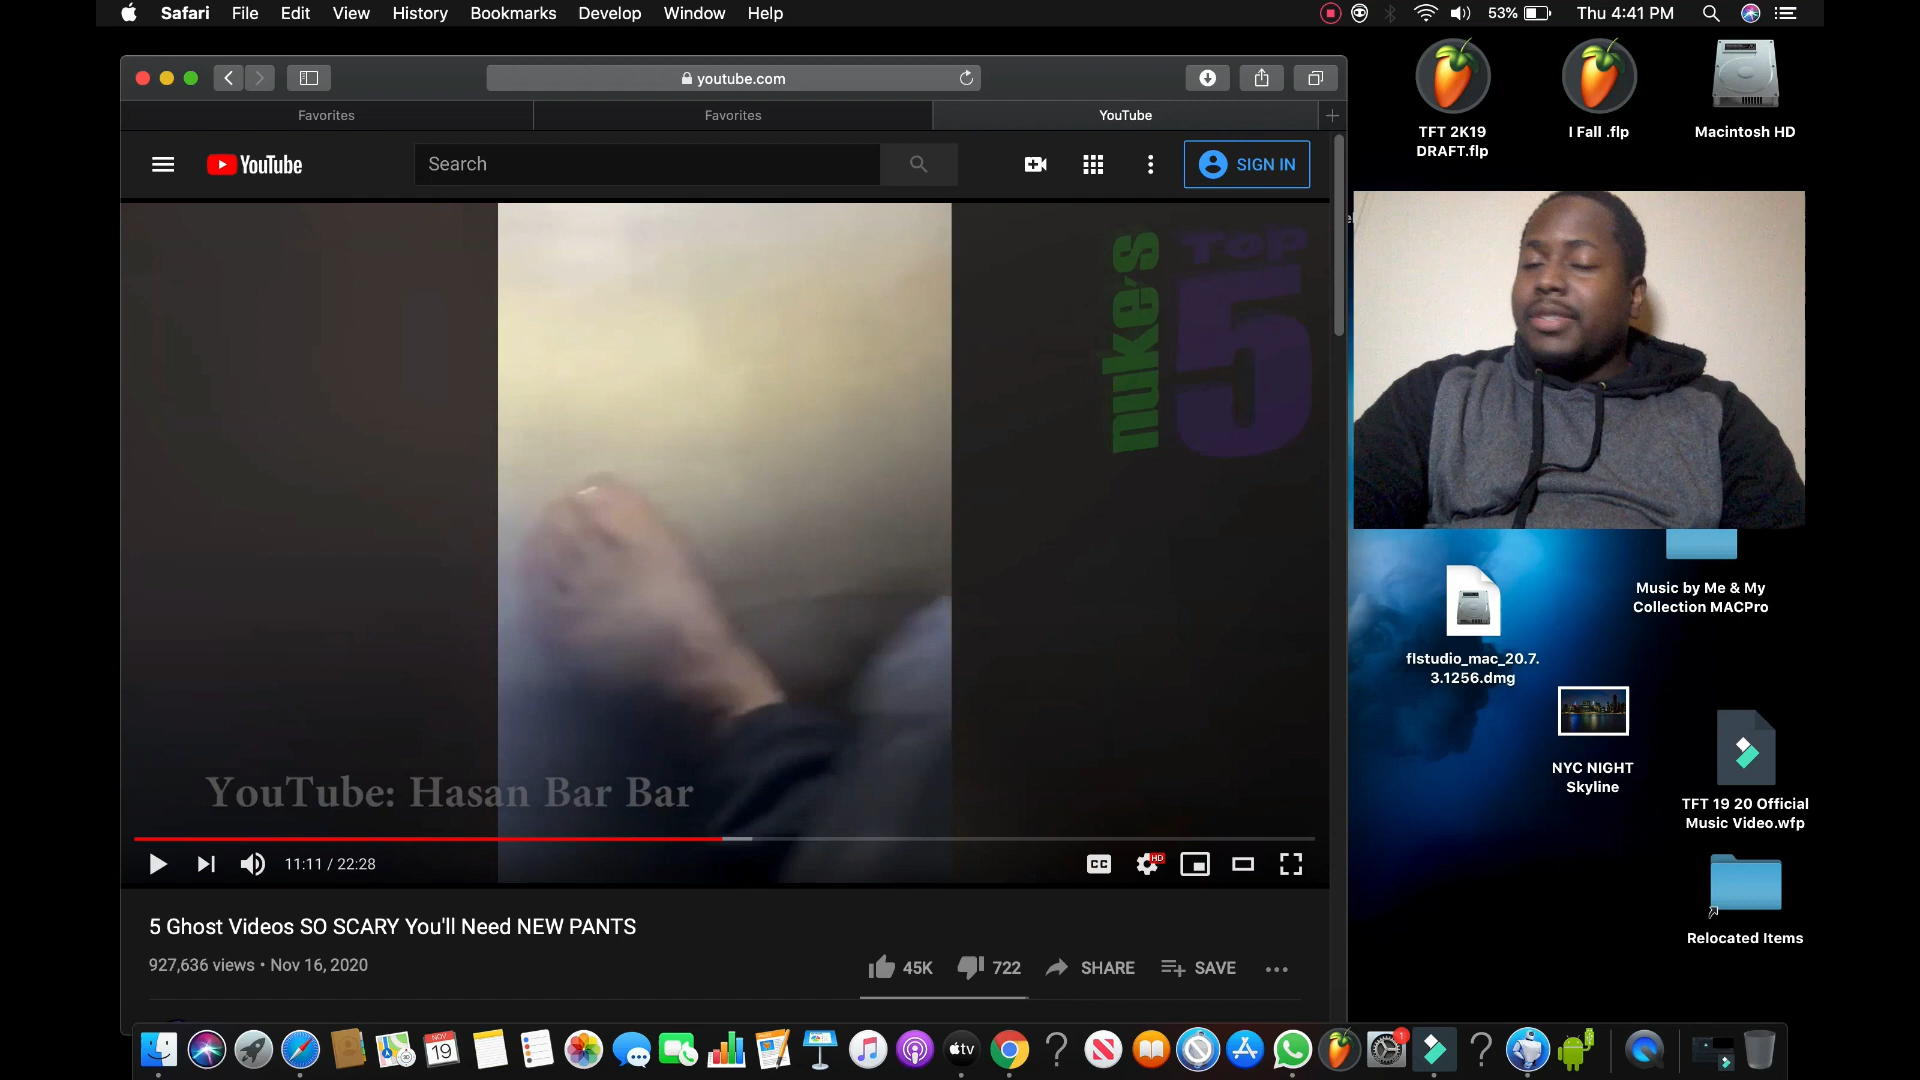 Safari File Edit View History Bookmarks Develop Window Help
53% Thu 4:41 PM
youtube.com
Favorites
Favorites
YouTube
YouTube
Search
SIGN IN
nuke's
Top
5
YouTube: Hasan Bar Bar
11:11 / 22:28
CC
HD
5 Ghost Videos SO SCARY You'll Need NEW PANTS
927,636 views • Nov 16, 2020
45K
722
SHARE
SAVE
TFT 2K19
DRAFT.flp
I Fall .flp
Macintosh HD
Music by Me & My
Collection MACPro
flstudio_mac_20.7.
3.1256.dmg
NYC NIGHT
Skyline
TFT 19 20 Official
Music Video.wfp
Relocated Items
NOV
19
tv
1